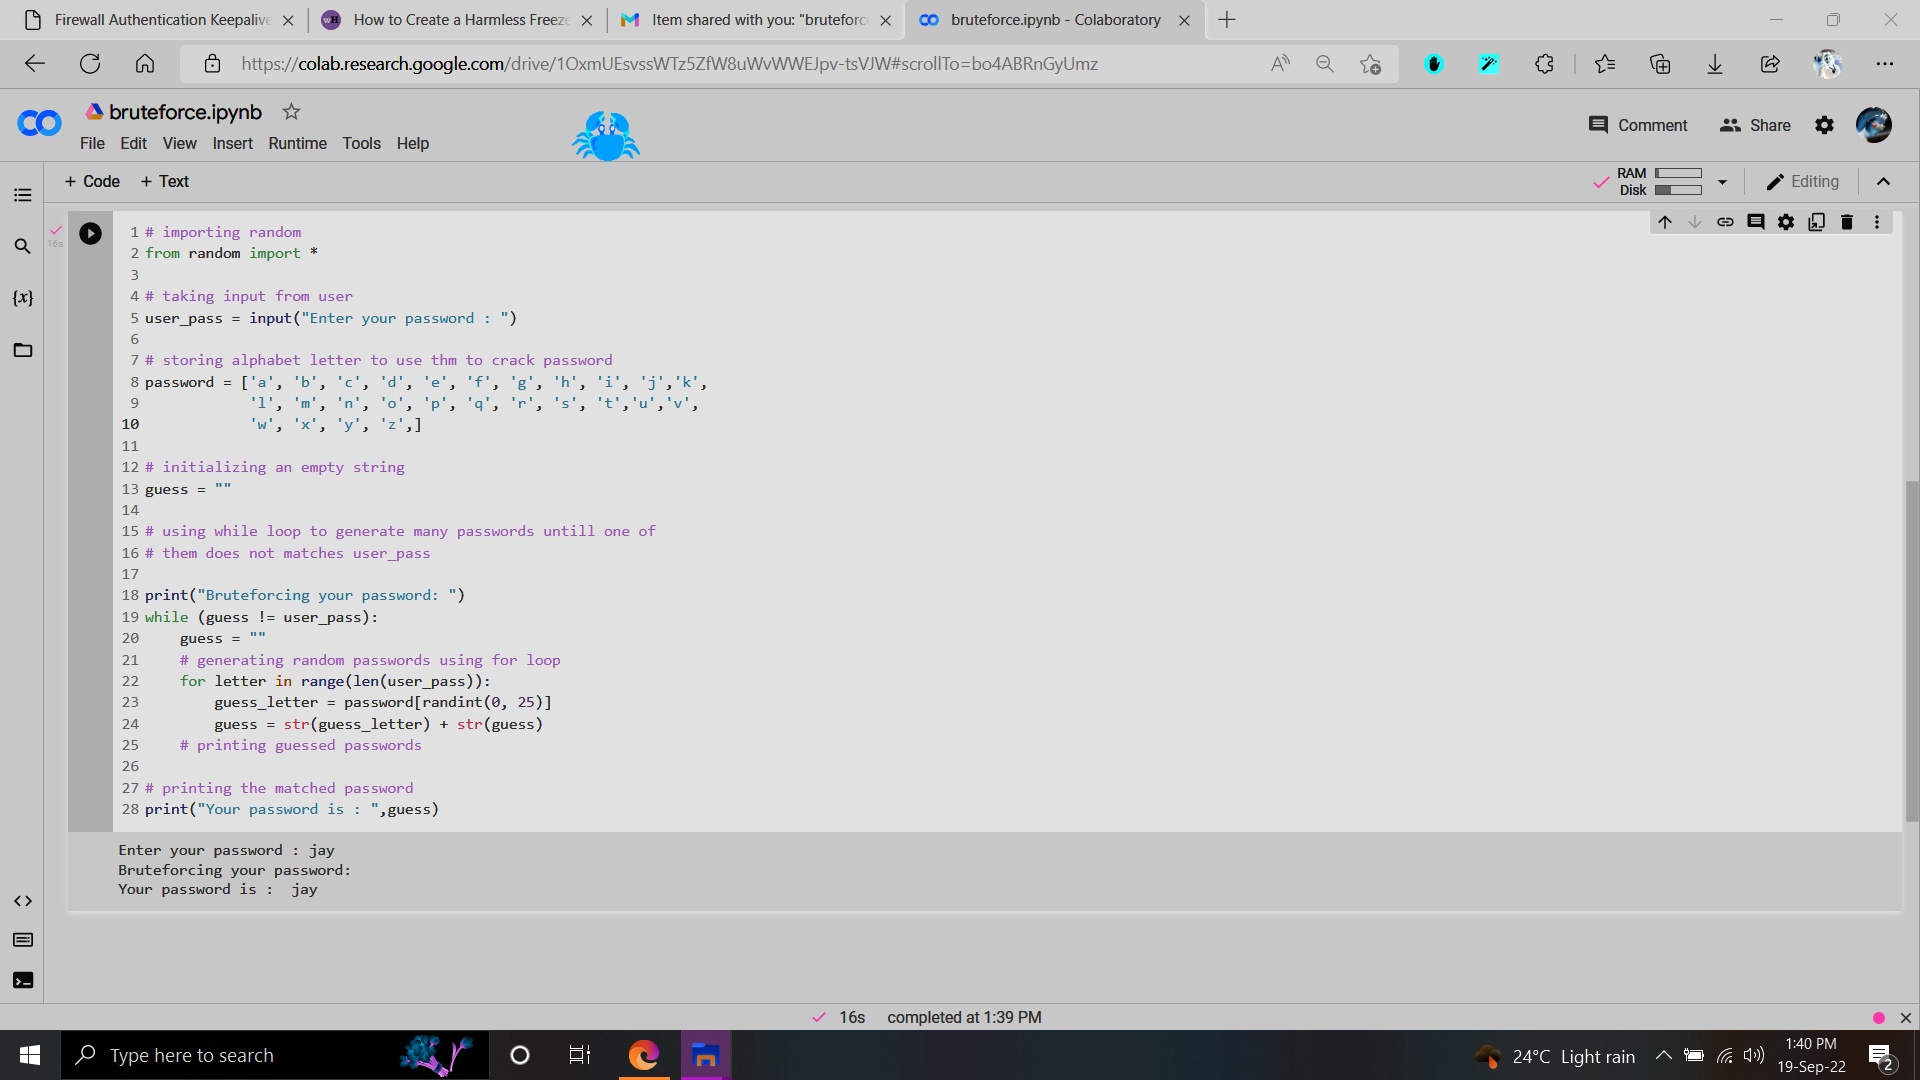 Firewall Authentication Keepalive
How to Create a Harmless Freeze
Item shared with you: "bruteforc
bruteforce.ipynb - Colaboratory
https://colab.research.google.com/drive/1OxmUEsvssWTz5ZfW8uWvWWEJpv-tsVJW#scrollTo=bo4ABRnGyUmz
bruteforce.ipynb
File Edit View Insert Runtime Tools Help
Comment Share
+ Code + Text
RAM
Disk
Editing
16s
1 # importing random
2 from random import *
3
4 # taking input from user
5 user_pass = input("Enter your password : ")
6
7 # storing alphabet letter to use thm to crack password
8 password = ['a', 'b', 'c', 'd', 'e', 'f', 'g', 'h', 'i', 'j','k',
9 'l', 'm', 'n', 'o', 'p', 'q', 'r', 's', 't','u','v',
10 'w', 'x', 'y', 'z',]
11
12 # initializing an empty string
13 guess = ""
14
15 # using while loop to generate many passwords untill one of
16 # them does not matches user_pass
17
18 print("Bruteforcing your password: ")
19 while (guess != user_pass):
20 guess = ""
21 # generating random passwords using for loop
22 for letter in range(len(user_pass)):
23 guess_letter = password[randint(0, 25)]
24 guess = str(guess_letter) + str(guess)
25 # printing guessed passwords
26
27 # printing the matched password
28 print("Your password is : ",guess)
Enter your password : jay
Bruteforcing your password:
Your password is : jay
16s completed at 1:39 PM
Type here to search
24°C Light rain
1:40 PM
19-Sep-22
2